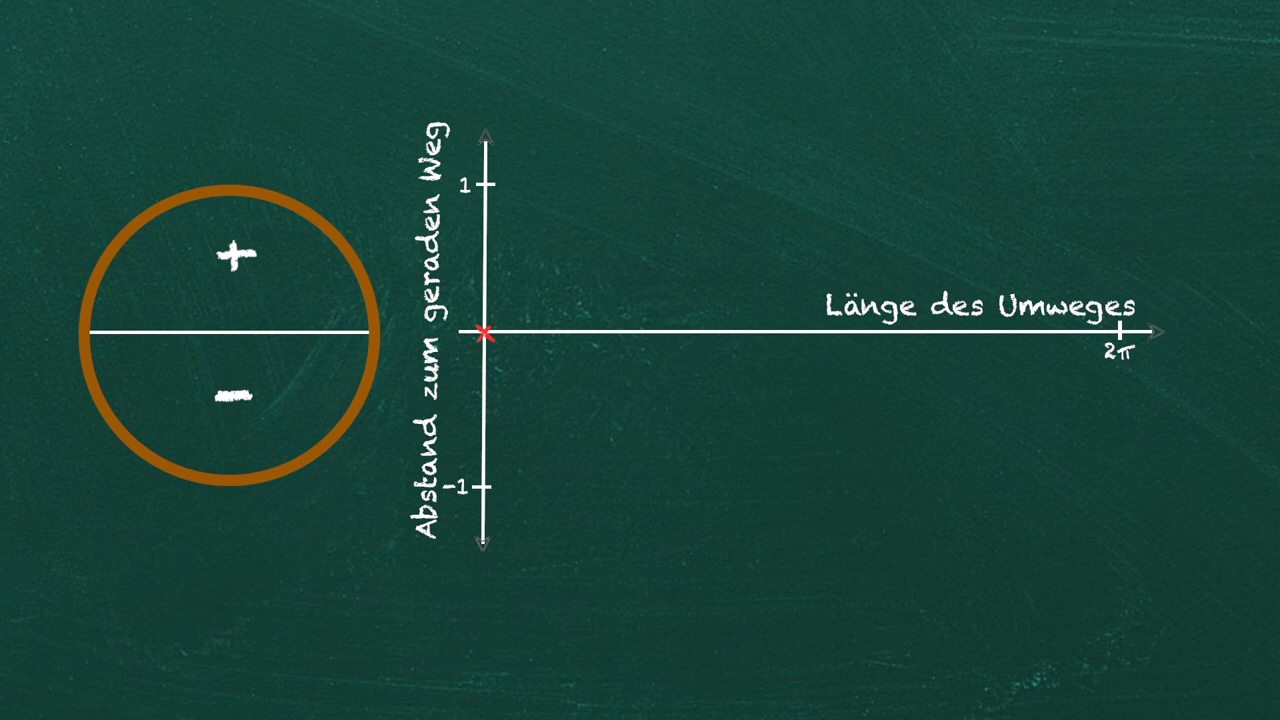 +
−
Abstand zum geraden Weg
1
-1
Länge des Umweges
2π